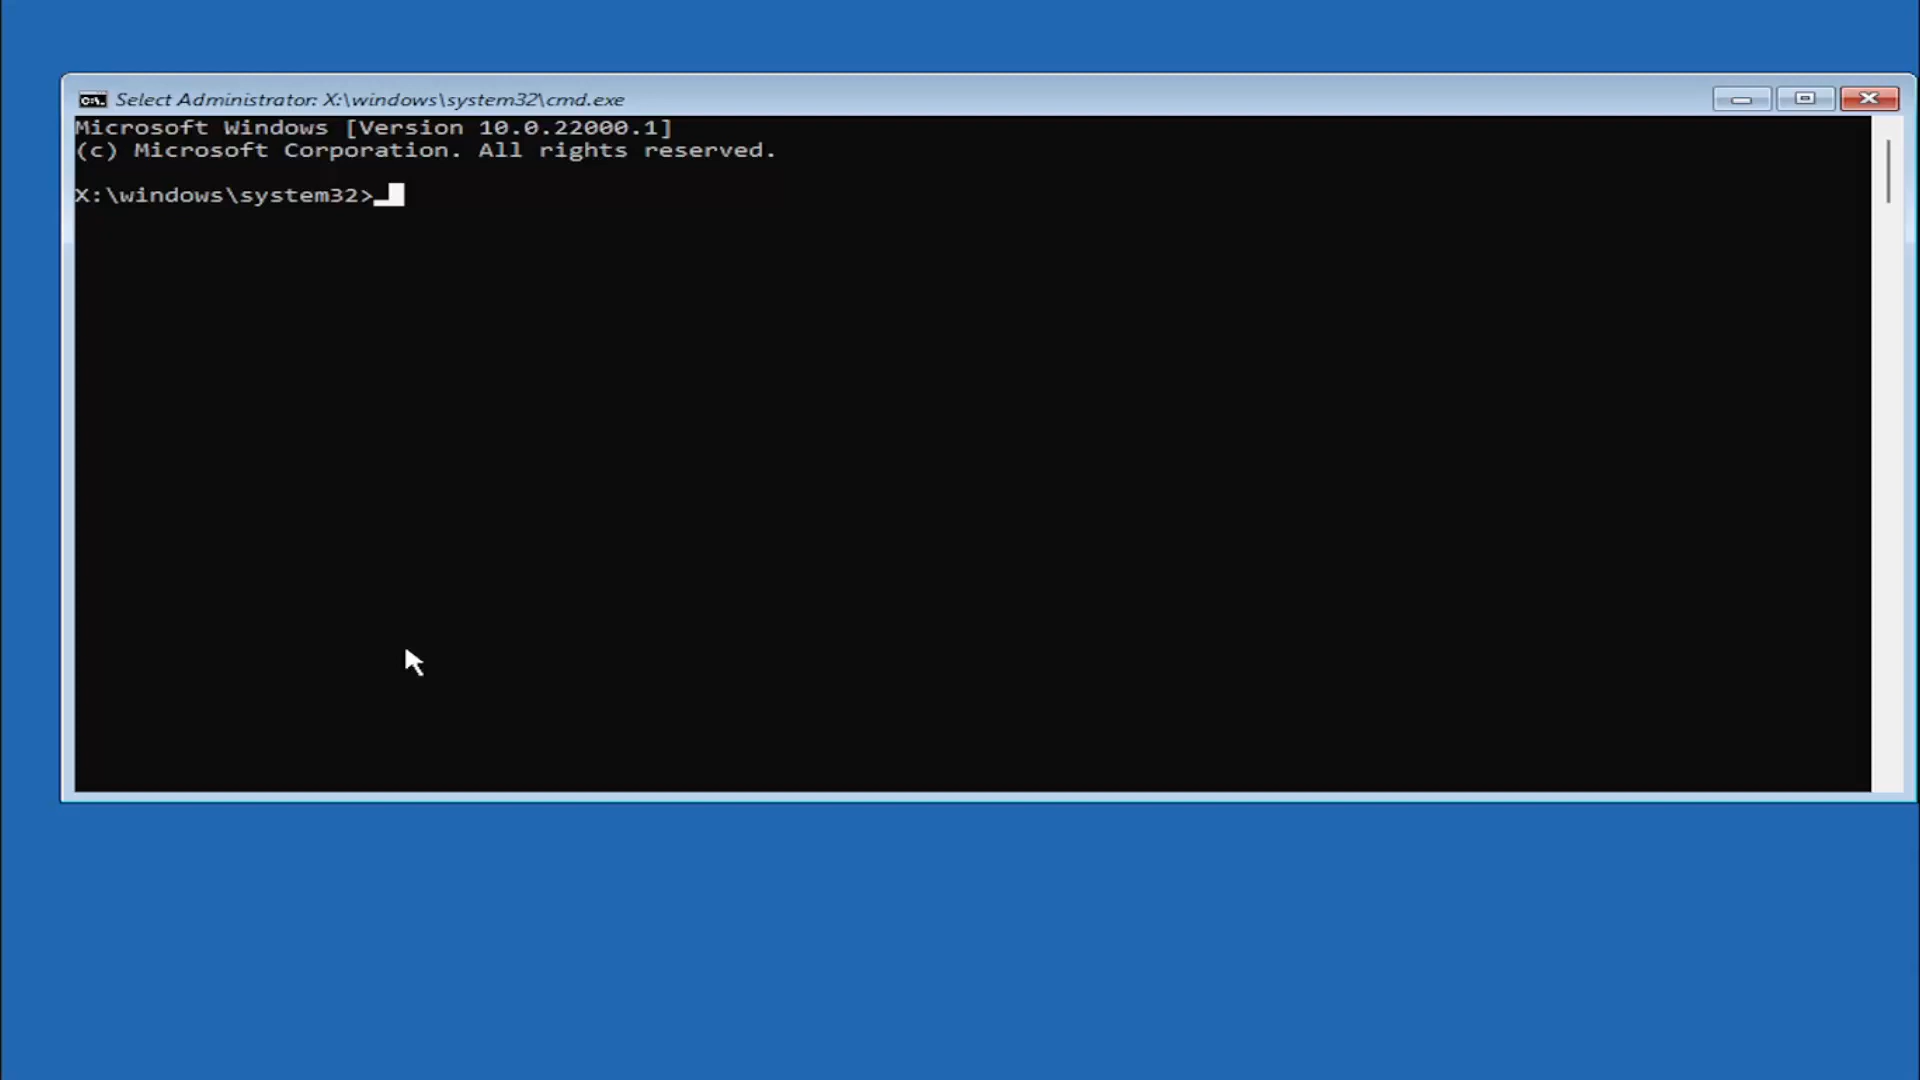 Select Administrator: X:\windows\system32\cmd.exe
Microsoft Windows [Version 10.0.22000.1]
(c) Microsoft Corporation. All rights reserved.
X:\windows\system32>